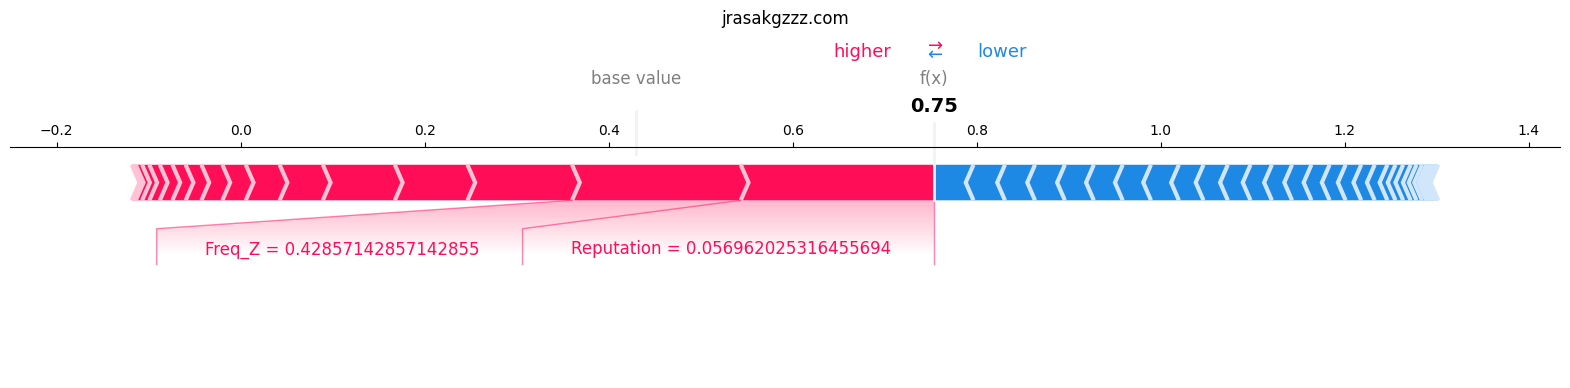 jrasakgzzz.com
higher ⇄ lower
base value f(x)
0.75
−0.2 0.0 0.2 0.4 0.6 0.8 1.0 1.2 1.4
Freq_Z = 0.42857142857142855 Reputation = 0.056962025316455694